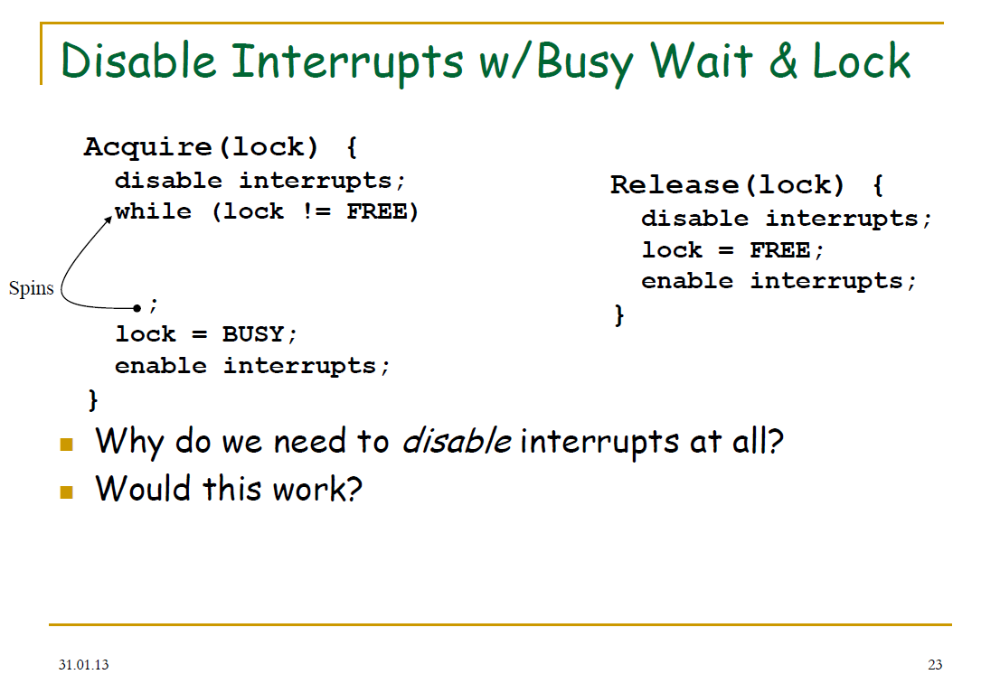 Disable Interrupts w/Busy Wait & Lock
Acquire(lock) {
disable interrupts;
while (lock != FREE)
Spins
;
lock = BUSY;
enable interrupts;
}
Release(lock) {
disable interrupts;
lock = FREE;
enable interrupts;
}
Why do we need to disable interrupts at all?
Would this work?
31.01.13
23